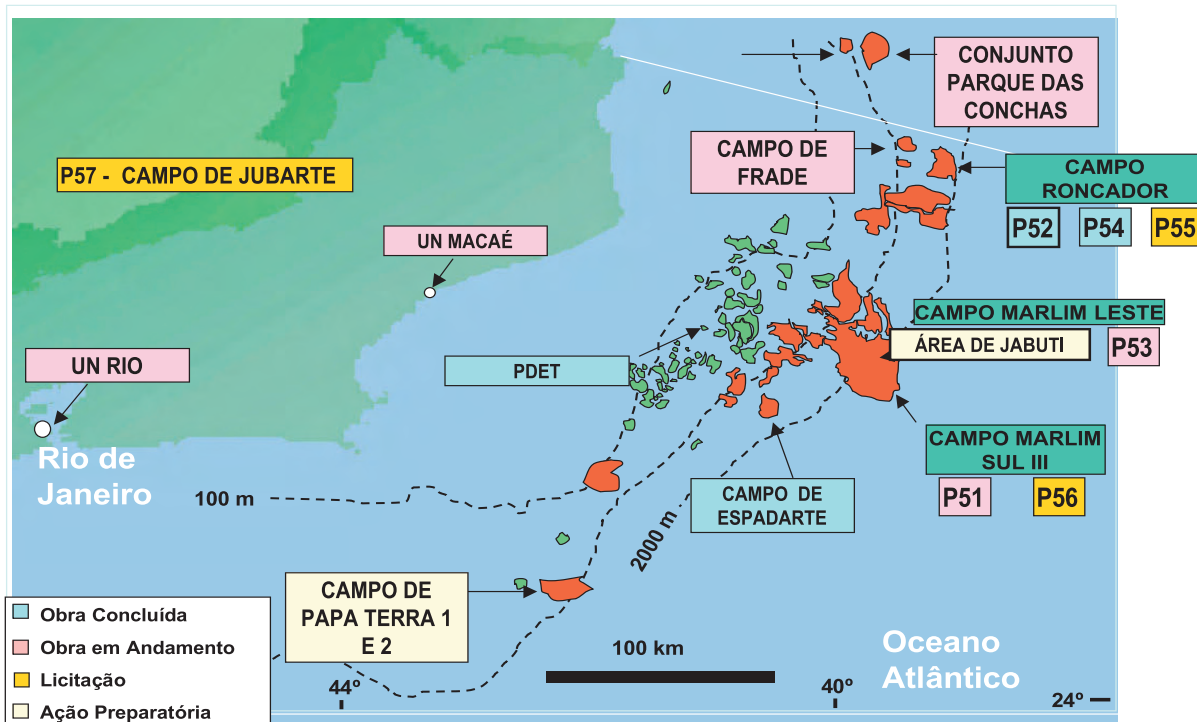 CONJUNTO
PARQUE DAS
CONCHAS
CAMPO DE
FRADE
P57 - CAMPO DE JUBARTE
CAMPO
RONCADOR
P52
P54
P55
UN MACAÉ
CAMPO MARLIM LESTE
ÁREA DE JABUTI
P53
UN RIO
PDET
Rio de
Janeiro
CAMPO MARLIM
SUL III
P51
P56
100 m
CAMPO DE
ESPADARTE
2000 m
CAMPO DE
PAPA TERRA 1
E 2
Obra Concluída
Obra em Andamento
Licitação
Ação Preparatória
100 km
Oceano
Atlântico
44º
40º
24º